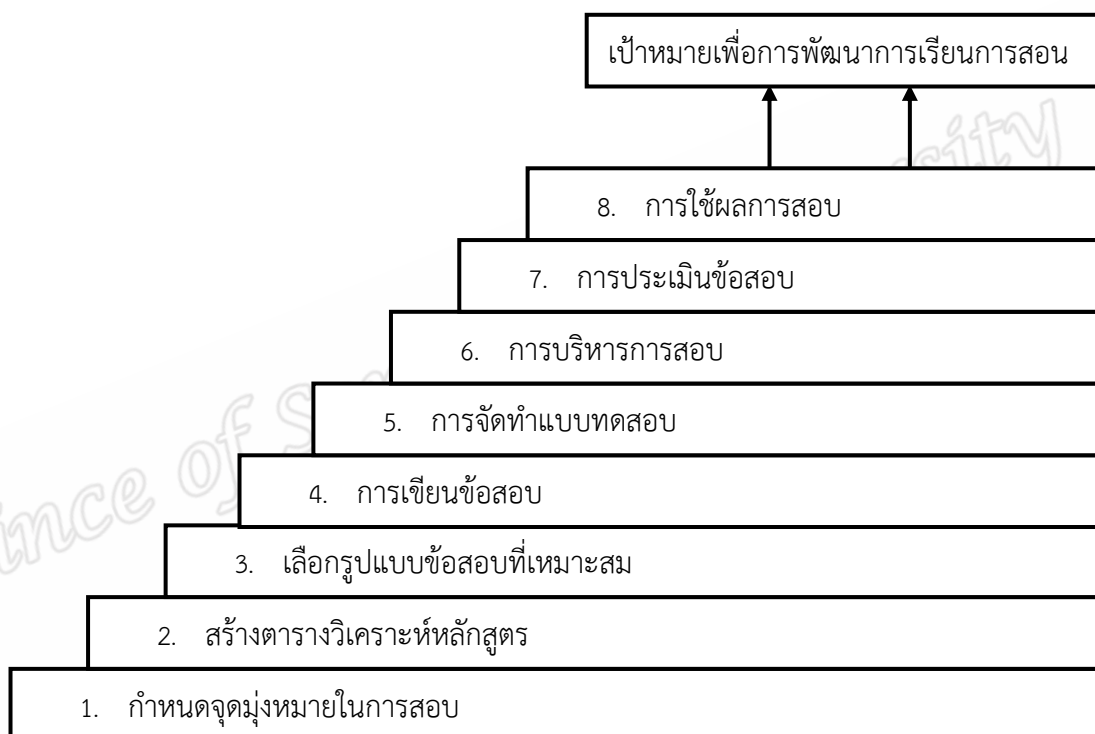 เป้าหมายเพื่อการพัฒนาการเรียนการสอน
8. การใช้ผลการสอบ
7. การประเมินข้อสอบ
6. การบริหารการสอบ
5. การจัดทำแบบทดสอบ
4. การเขียนข้อสอบ
3. เลือกรูปแบบข้อสอบที่เหมาะสม
2. สร้างตารางวิเคราะห์หลักสูตร
1. กำหนดจุดมุ่งหมายในการสอบ